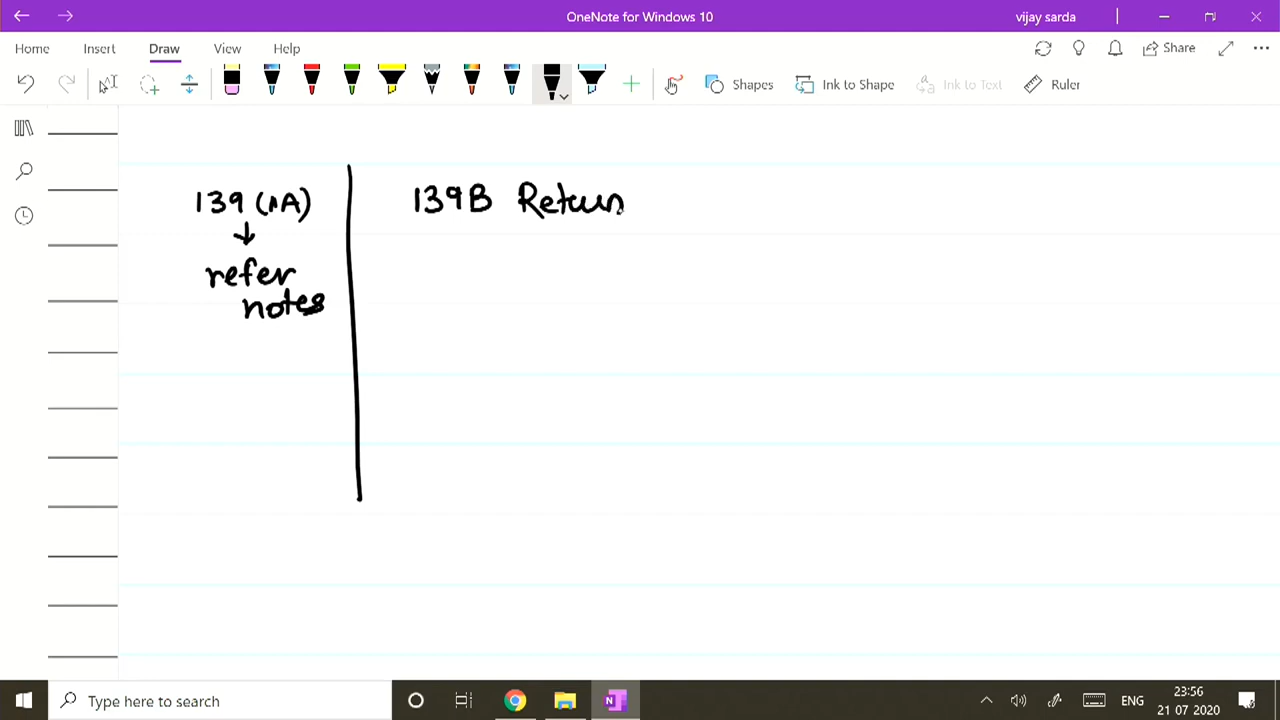 OneNote for Windows 10
vijay sarda
Home Insert Draw View Help
Share
Shapes
Ink to Shape
Ink to Text
Ruler
139 (1A)
refer
notes
139B Return
Type here to search
ENG
23:56
21-07-2020